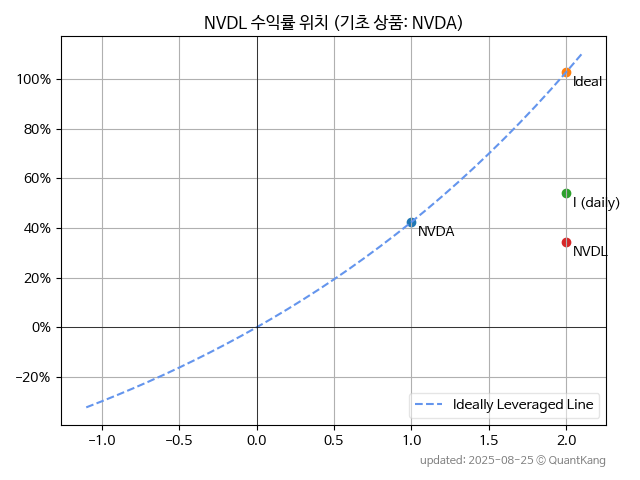 NVDL 수익률 위치 (기초 상품: NVDA)
100%
80%
60%
40%
20%
0%
−20%
Ideal
I (daily)
NVDA
NVDL
Ideally Leveraged Line
−1.0 −0.5 0.0 0.5 1.0 1.5 2.0
updated: 2025-08-25 © QuantKang